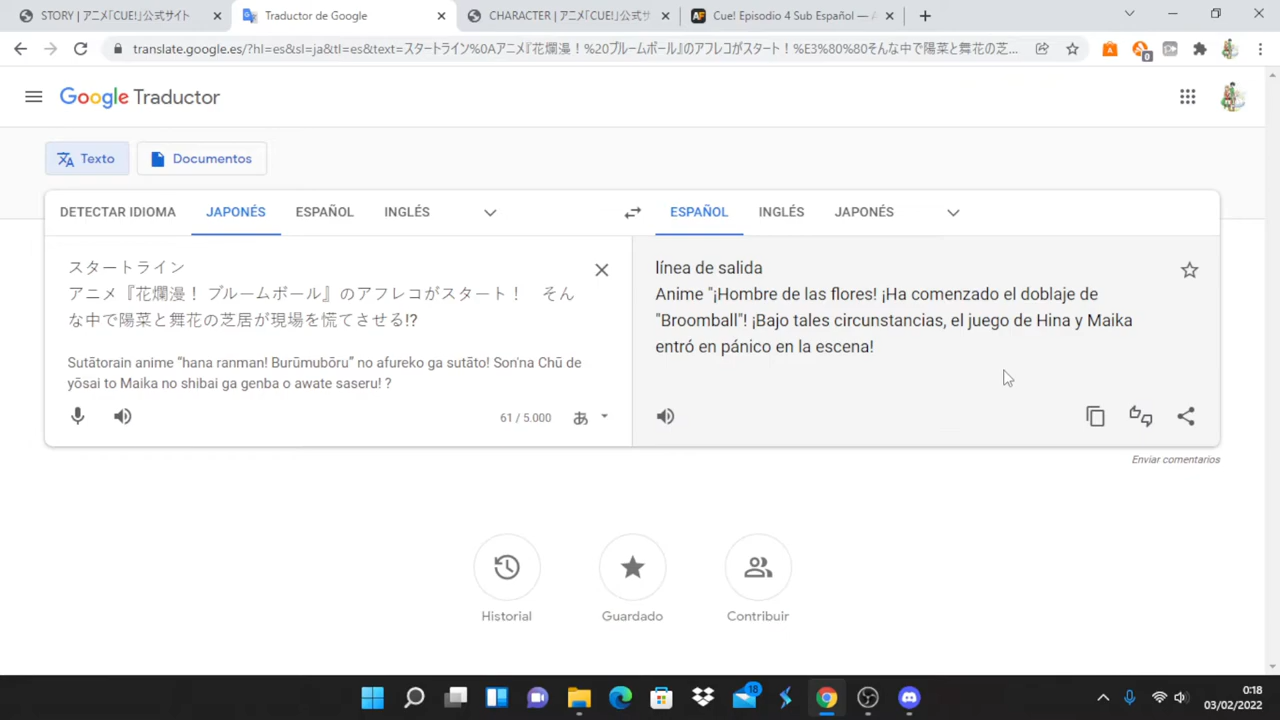 STORY | アニメ「CUE!」公式サイト
Traductor de Google
CHARACTER | アニメ「CUE!」公式サ
Cue! Episodio 4 Sub Español — A
translate.google.es/?hl=es&sl=ja&tl=es&text=スタートライン%0Aアニメ『花爛漫！%20ブルームボール』のアフレコがスタート！%E3%80%80そんな中で陽菜と舞花の芝...
0
Google Traductor
Texto
Documentos
DETECTAR IDIOMA
JAPONÉS
ESPAÑOL
INGLÉS
ESPAÑOL
INGLÉS
JAPONÉS
スタートライン
アニメ『花爛漫！ ブルームボール』のアフレコがスタート！　そん
な中で陽菜と舞花の芝居が現場を慌てさせる!?
Sutātorain anime “hana ranman! Burūmubōru” no afureko ga sutāto! Son'na Chū de
yōsai to Maika no shibai ga genba o awate saseru! ?
61 / 5.000
あ
línea de salida
Anime "¡Hombre de las flores! ¡Ha comenzado el doblaje de
"Broomball"! ¡Bajo tales circunstancias, el juego de Hina y Maika
entró en pánico en la escena!
Enviar comentarios
Historial
Guardado
Contribuir
18
0:18
03/02/2022